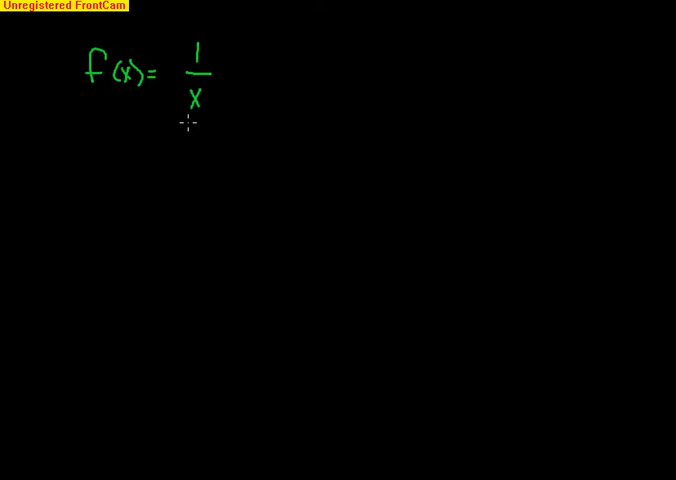 Unregistered FrontCam
f(x) = 1/x